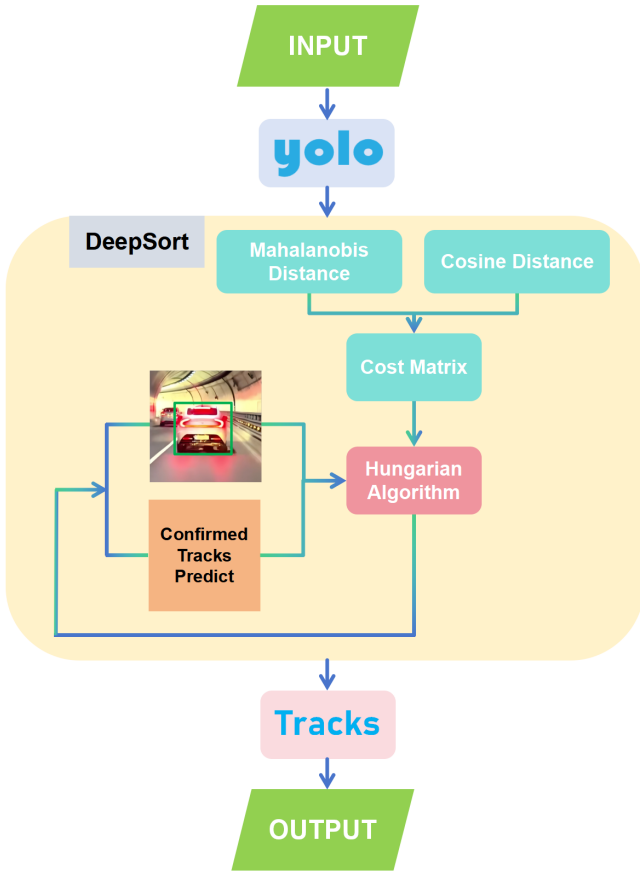 INPUT
yolo
DeepSort
Mahalanobis
Distance
Cosine Distance
Cost Matrix
Hungarian
Algorithm
Confirmed
Tracks
Predict
Tracks
OUTPUT